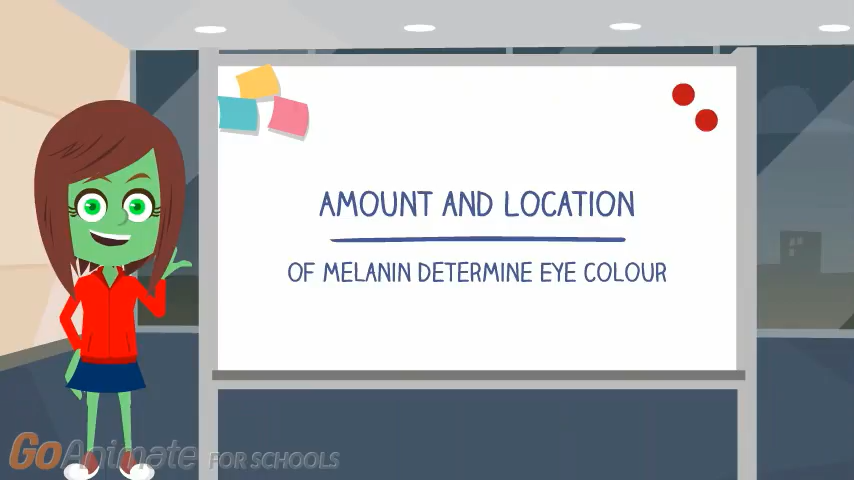 AMOUNT AND LOCATION
OF MELANIN DETERMINE EYE COLOUR
GoAnimate FOR SCHOOLS